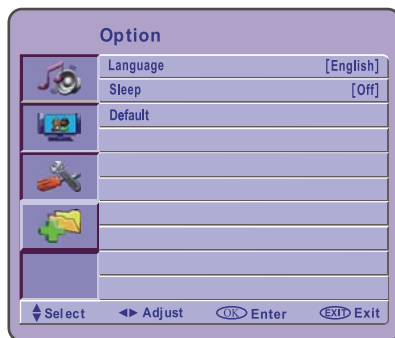 Option
Language [English]
Sleep [Off]
Default
Select Adjust OK Enter EXIT Exit